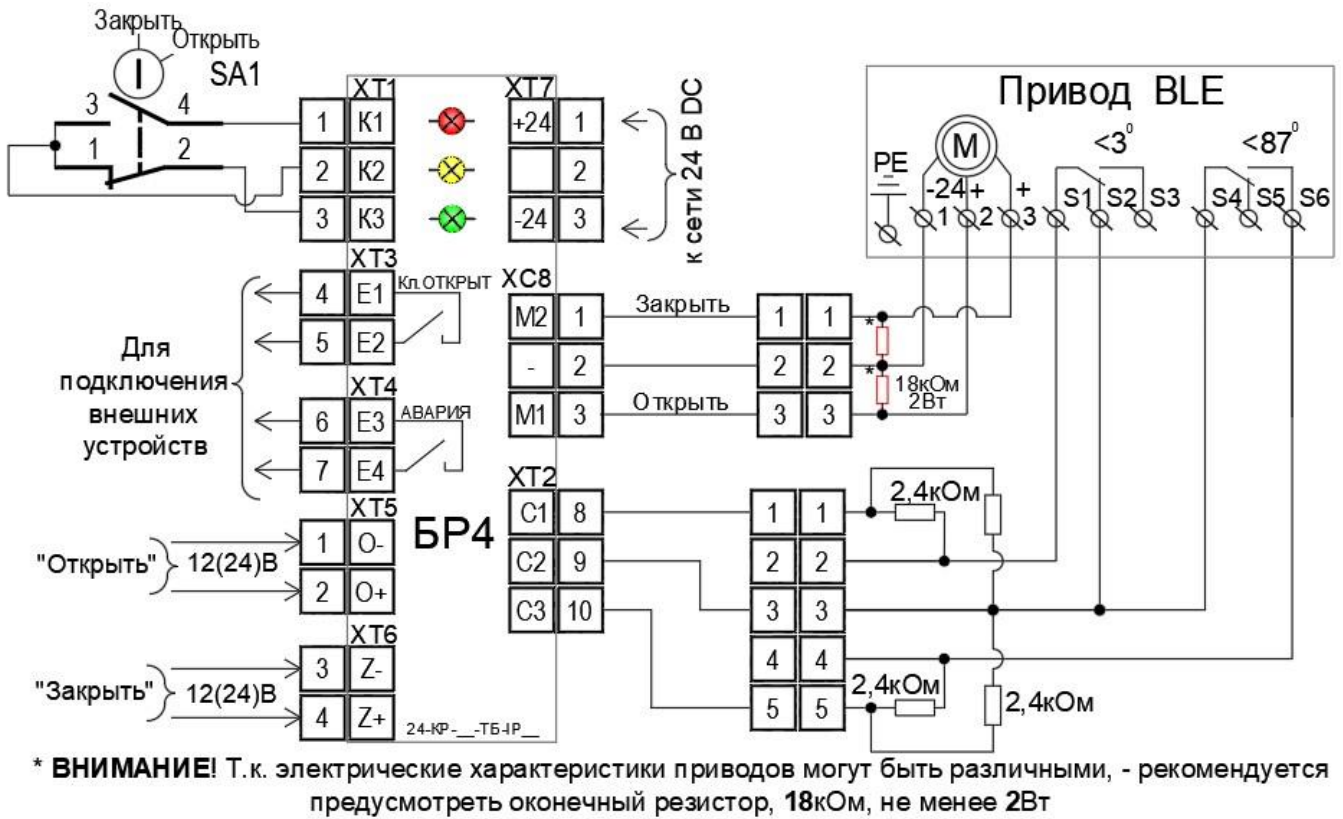 Закрыть
Открыть
SA1
3 4
1 2
XT1
1 К1
2 К2
3 К3
XT7
+24 1
2
-24 3
к сети 24 В DC
Привод BLE
PE
M
-24 + +
1 2 3
<3⁰
S1 S2 S3
<87⁰
S4 S5 S6
XT3
4 E1 Кл.ОТКРЫТ
5 E2
XT4
6 E3 АВАРИЯ
7 E4
Для
подключения
внешних
устройств
XC8
M2 1 Закрыть 1 1
- 2 2 2
M1 3 Открыть 3 3
*
*
18кОм
2Вт
XT5
"Открыть" 12(24)В
1 O-
2 O+
XT6
"Закрыть" 12(24)В
3 Z-
4 Z+
БР4
24-КР-__-ТБ-IP__
XT2
C1 8
C2 9
C3 10
1 1
2 2
3 3
4 4
5 5
2,4кОм
2,4кОм
2,4кОм
* ВНИМАНИЕ! Т.к. электрические характеристики приводов могут быть различными, - рекомендуется
предусмотреть оконечный резистор, 18кОм, не менее 2Вт